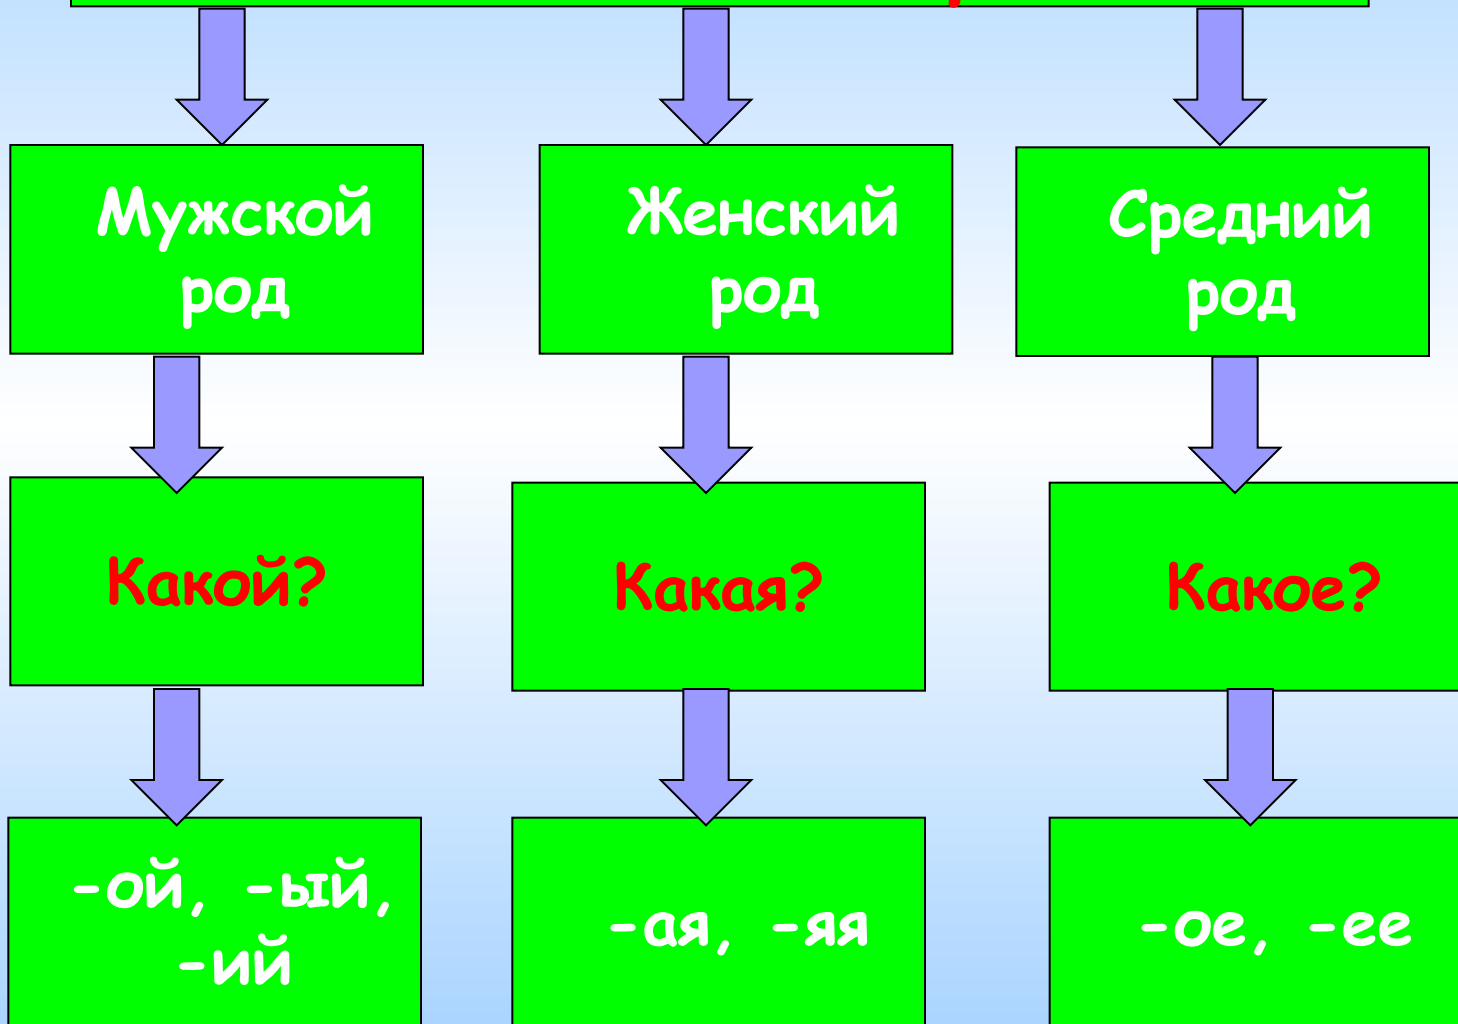 Мужской
род
Женский
род
Средний
род
Какой?
Какая?
Какое?
-ой, -ый,
-ий
-ая, -яя
-ое, -ее